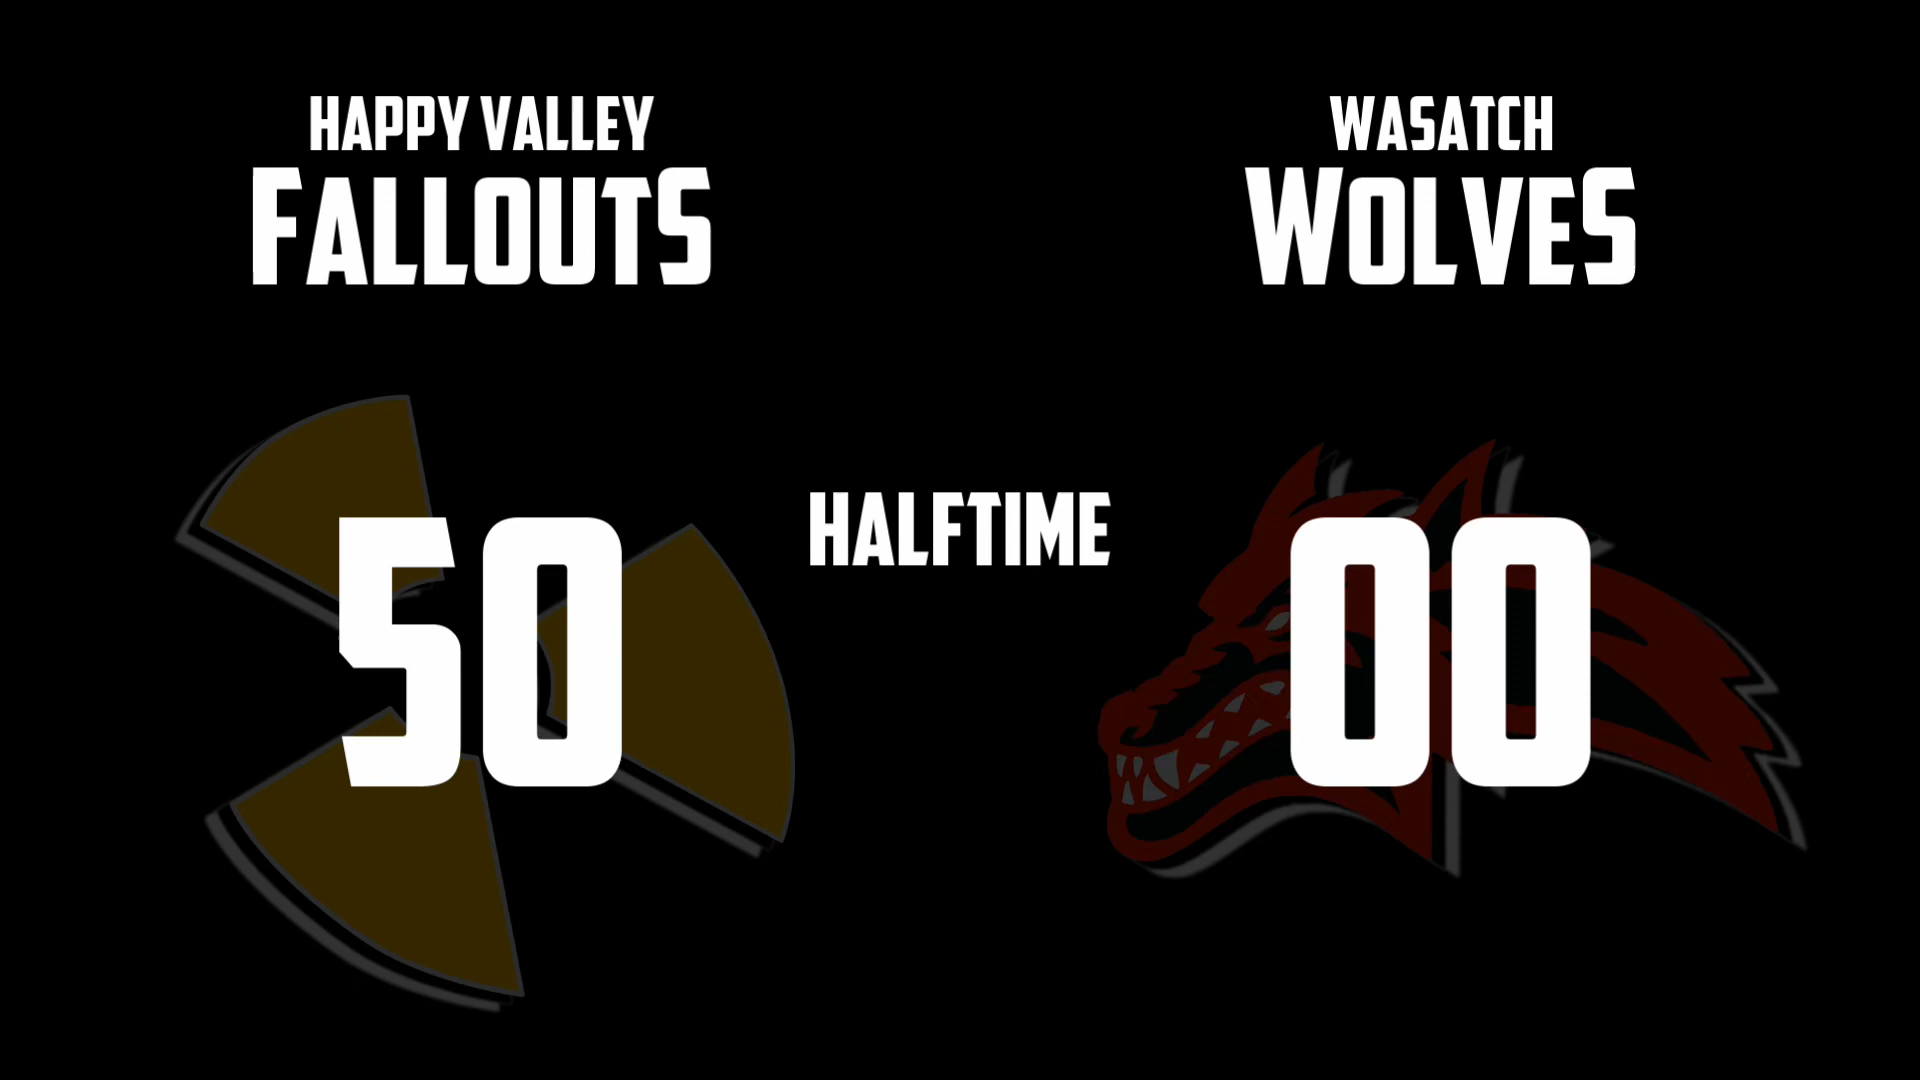 HAPPY VALLEY
FALLOUTS
WASATCH
WOLVES
HALFTIME
50
00